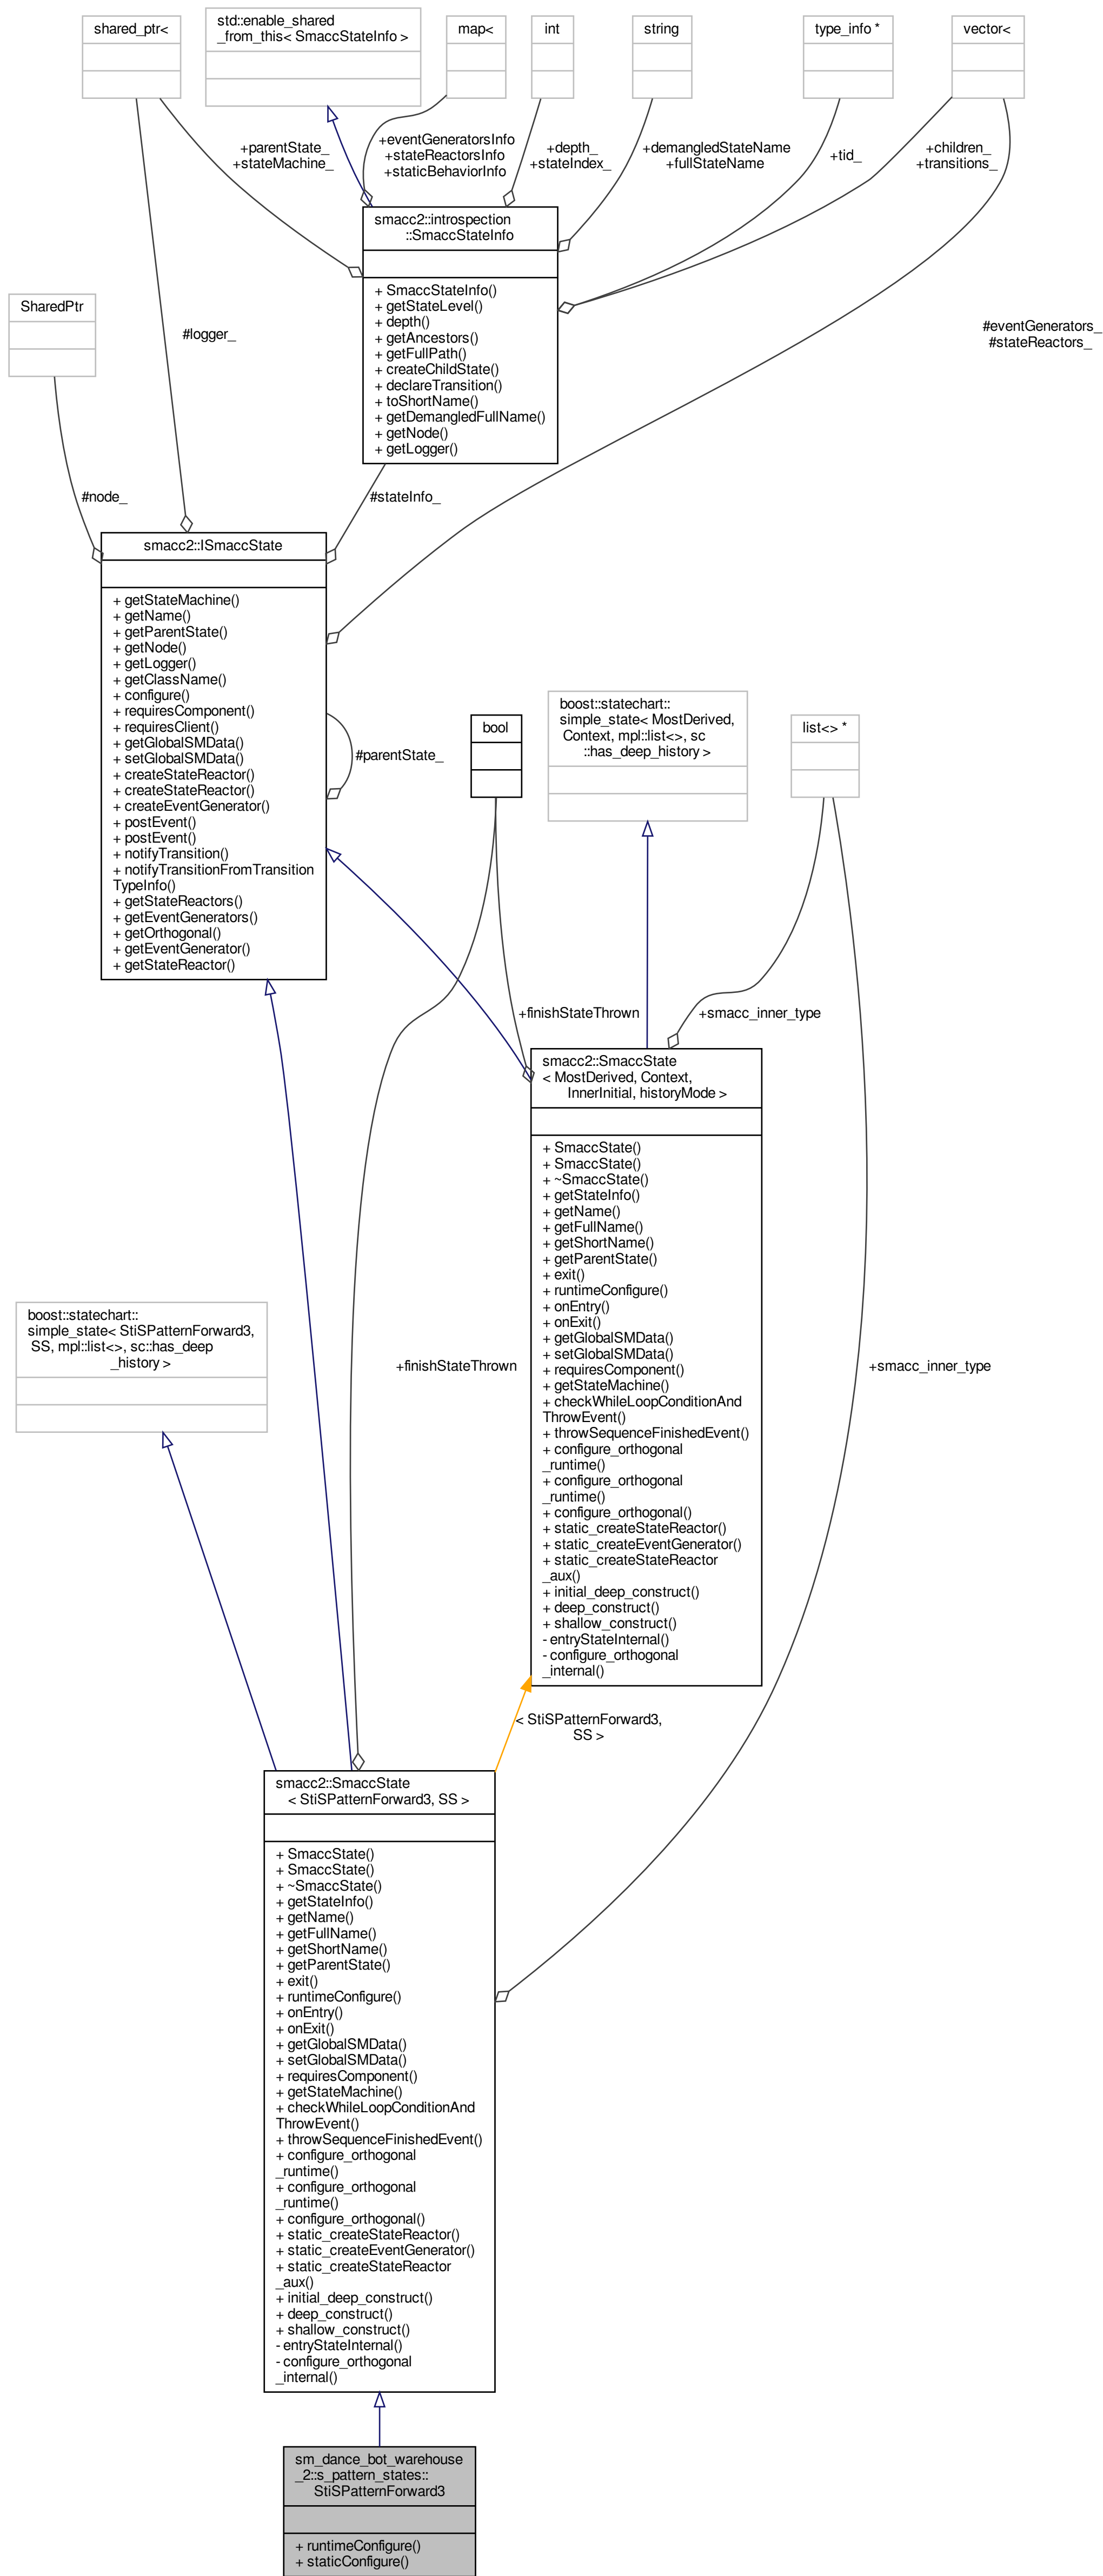 shared_ptr<
std::enable_shared
_from_this< SmaccStateInfo >
map<
int
string
type_info *
vector<
+parentState_
+stateMachine_
+eventGeneratorsInfo
+stateReactorsInfo
+staticBehaviorInfo
+depth_
+stateIndex_
+demangledStateName
+fullStateName
+tid_
+children_
+transitions_
smacc2::introspection
::SmaccStateInfo
+ SmaccStateInfo()
+ getStateLevel()
+ depth()
+ getAncestors()
+ getFullPath()
+ createChildState()
+ declareTransition()
+ toShortName()
+ getDemangledFullName()
+ getNode()
+ getLogger()
SharedPtr
#logger_
#eventGenerators_
#stateReactors_
#node_
#stateInfo_
smacc2::ISmaccState
+ getStateMachine()
+ getName()
+ getParentState()
+ getNode()
+ getLogger()
+ getClassName()
+ configure()
+ requiresComponent()
+ requiresClient()
+ getGlobalSMData()
+ setGlobalSMData()
+ createStateReactor()
+ createStateReactor()
+ createEventGenerator()
+ postEvent()
+ postEvent()
+ notifyTransition()
+ notifyTransitionFromTransition
TypeInfo()
+ getStateReactors()
+ getEventGenerators()
+ getOrthogonal()
+ getEventGenerator()
+ getStateReactor()
#parentState_
bool
boost::statechart::
simple_state< MostDerived,
Context, mpl::list<>, sc
::has_deep_history >
list<> *
+finishStateThrown
+smacc_inner_type
smacc2::SmaccState
< MostDerived, Context,
InnerInitial, historyMode >
+ SmaccState()
+ SmaccState()
+ ~SmaccState()
+ getStateInfo()
+ getName()
+ getFullName()
+ getShortName()
+ getParentState()
+ exit()
+ runtimeConfigure()
+ onEntry()
+ onExit()
+ getGlobalSMData()
+ setGlobalSMData()
+ requiresComponent()
+ getStateMachine()
+ checkWhileLoopConditionAnd
ThrowEvent()
+ throwSequenceFinishedEvent()
+ configure_orthogonal
_runtime()
+ configure_orthogonal
_runtime()
+ configure_orthogonal()
+ static_createStateReactor()
+ static_createEventGenerator()
+ static_createStateReactor
_aux()
+ initial_deep_construct()
+ deep_construct()
+ shallow_construct()
- entryStateInternal()
- configure_orthogonal
_internal()
boost::statechart::
simple_state< StiSPatternForward3,
SS, mpl::list<>, sc::has_deep
_history >
+finishStateThrown
+smacc_inner_type
< StiSPatternForward3,
SS >
smacc2::SmaccState
< StiSPatternForward3, SS >
+ SmaccState()
+ SmaccState()
+ ~SmaccState()
+ getStateInfo()
+ getName()
+ getFullName()
+ getShortName()
+ getParentState()
+ exit()
+ runtimeConfigure()
+ onEntry()
+ onExit()
+ getGlobalSMData()
+ setGlobalSMData()
+ requiresComponent()
+ getStateMachine()
+ checkWhileLoopConditionAnd
ThrowEvent()
+ throwSequenceFinishedEvent()
+ configure_orthogonal
_runtime()
+ configure_orthogonal
_runtime()
+ configure_orthogonal()
+ static_createStateReactor()
+ static_createEventGenerator()
+ static_createStateReactor
_aux()
+ initial_deep_construct()
+ deep_construct()
+ shallow_construct()
- entryStateInternal()
- configure_orthogonal
_internal()
sm_dance_bot_warehouse
_2::s_pattern_states::
StiSPatternForward3
+ runtimeConfigure()
+ staticConfigure()